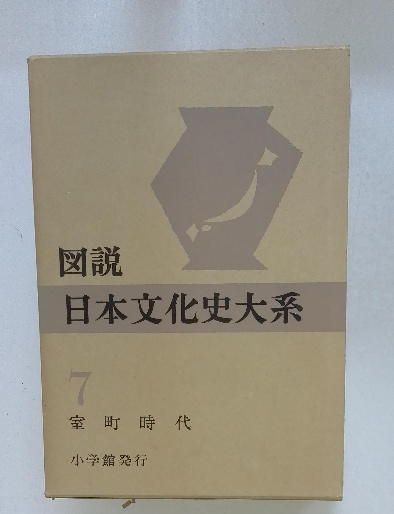 図説
日本文化史大系
7
室町時代
小学館発行